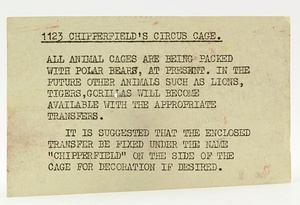 1123 CHIPPERFIELD'S CIRCUS CAGE.
ALL ANIMAL CAGES ARE BEING PACKED
WITH POLAR BEARS, AT PRESENT. IN THE
FUTURE OTHER ANIMALS SUCH AS LIONS,
TIGERS,GORILLAS WILL BECOME
AVAILABLE WITH THE APPROPRIATE
TRANSFERS.
IT IS SUGGESTED THAT THE ENCLOSED
TRANSFER BE FIXED UNDER THE NAME
"CHIPPERFIELD" ON THE SIDE OF THE
CAGE FOR DECORATION IF DESIRED.